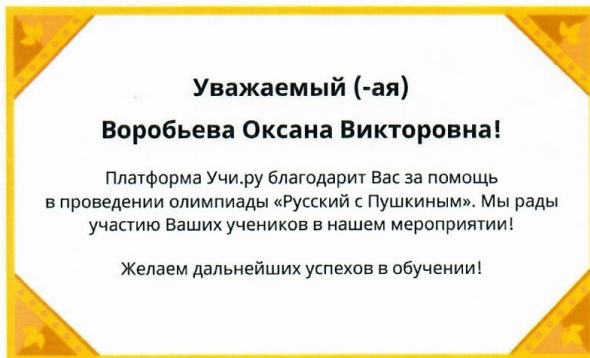 Уважаемый (-ая)
Воробьева Оксана Викторовна!
Платформа Учи.ру благодарит Вас за помощь
в проведении олимпиады «Русский с Пушкиным». Мы рады
участию Ваших учеников в нашем мероприятии!
Желаем дальнейших успехов в обучении!